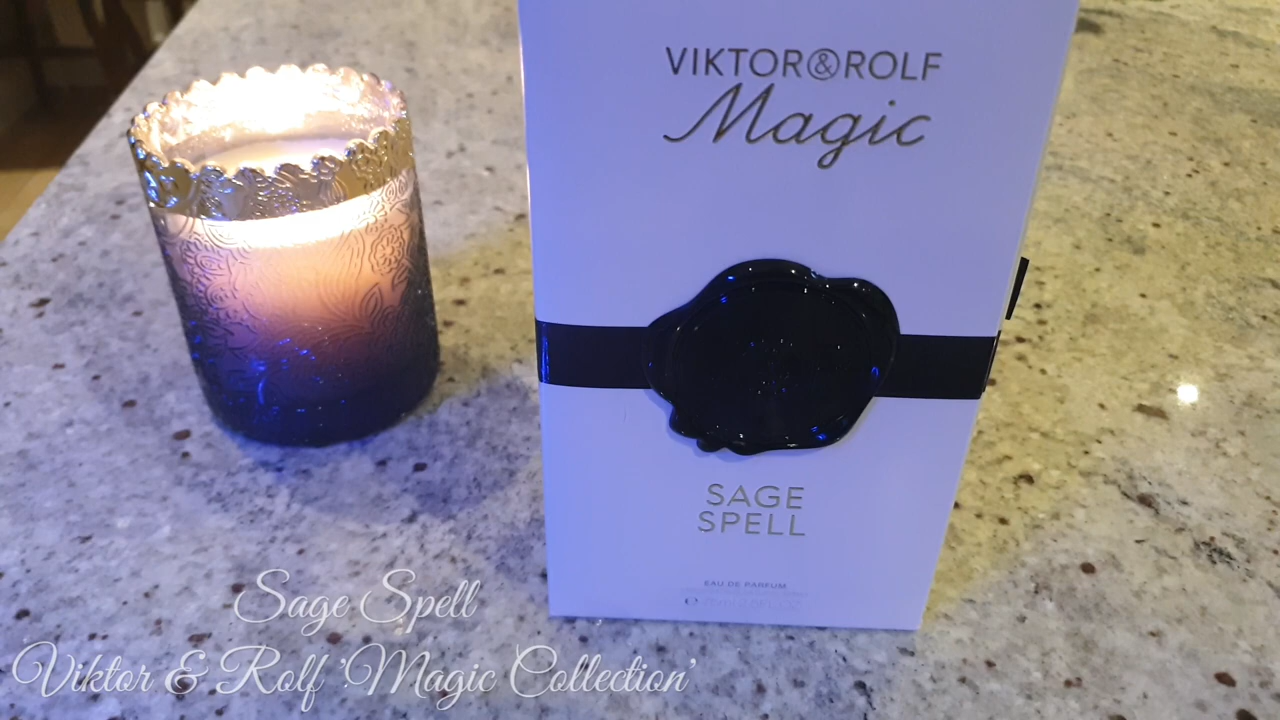 VIKTOR&ROLF
Magic
SAGE
SPELL
EAU DE PARFUM
Sage Spell
Viktor & Rolf 'Magic Collection'